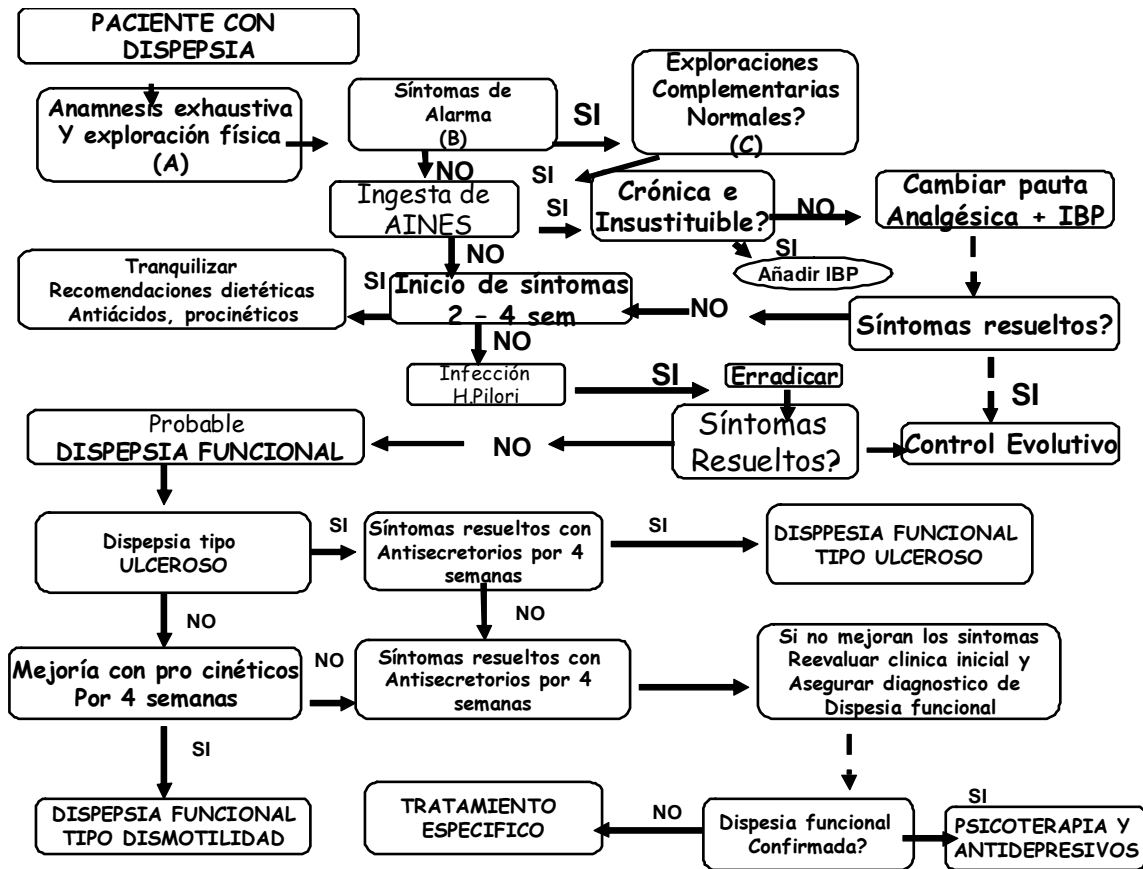 PACIENTE CON
DISPEPSIA
Anamnesis exhaustiva
Y exploración física
(A)
Síntomas de
Alarma
(B)
SI
Exploraciones
Complementarias
Normales?
(C)
NO
SI
Ingesta de
AINES
SI
Crónica e
Insustituible?
NO
Cambiar pauta
Analgésica + IBP
NO
SI
Añadir IBP
Tranquilizar
Recomendaciones dietéticas
Antiácidos, procinéticos
SI
Inicio de síntomas
2 – 4 sem
NO
Síntomas resueltos?
NO
Infección
H.Pilori
SI
Erradicar
SI
Probable
DISPEPSIA FUNCIONAL
NO
Síntomas
Resueltos?
Control Evolutivo
Dispepsia tipo
ULCEROSO
SI
Síntomas resueltos con
Antisecretorios por 4
semanas
SI
DISPPESIA FUNCIONAL
TIPO ULCEROSO
NO
NO
Mejoría con pro cinéticos
Por 4 semanas
NO
Síntomas resueltos con
Antisecretorios por 4
semanas
Si no mejoran los sintomas
Reevaluar clinica inicial y
Asegurar diagnostico de
Dispesia funcional
SI
DISPEPSIA FUNCIONAL
TIPO DISMOTILIDAD
TRATAMIENTO
ESPECIFICO
NO
Dispesia funcional
Confirmada?
SI
PSICOTERAPIA Y
ANTIDEPRESIVOS